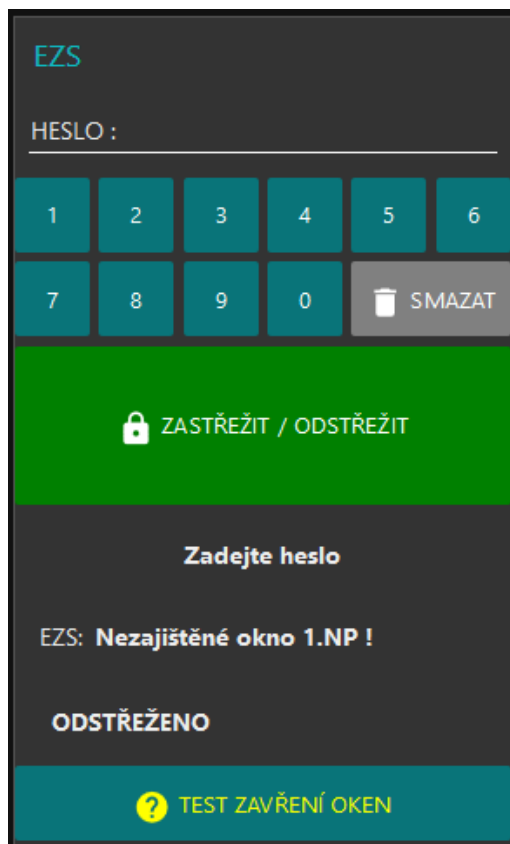 EZS
HESLO :
1 2 3 4 5 6
7 8 9 0 SMAZAT
ZASTŘEŽIT / ODSTŘEŽIT
Zadejte heslo
EZS: Nezajištěné okno 1.NP !
ODSTŘEŽENO
? TEST ZAVŘENÍ OKEN